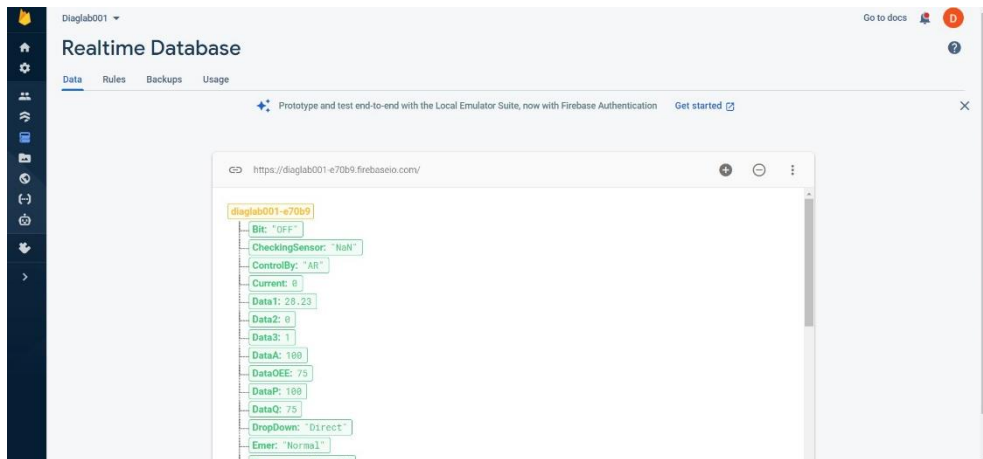 Diaglab001
Go to docs
D
Realtime Database
Data Rules Backups Usage
Prototype and test end-to-end with the Local Emulator Suite, now with Firebase Authentication Get started
https://diaglab001-e70b9.firebaseio.com/
diaglab001-e70b9
Bit: "OFF"
CheckingSensor: "NaN"
ControlBy: "AR"
Current: 0
Data1: 28.23
Data2: 0
Data3: 1
DataA: 100
DataOEE: 75
DataP: 100
DataQ: 75
DropDown: "Direct"
Emer: "Normal"